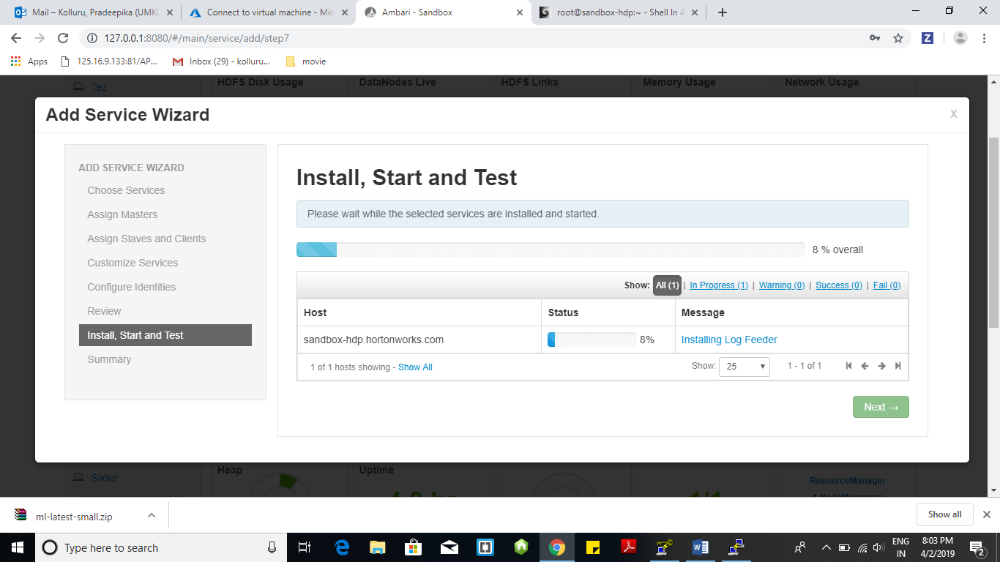 Mail – Kolluru, Pradeepika (UMKC
Connect to virtual machine - Mic
Ambari - Sandbox
root@sandbox-hdp:~ - Shell In A
127.0.0.1:8080/#/main/service/add/step7
Z
Apps
125.16.9.133:81/AP...
Inbox (29) - kolluru...
movie
Tez
HDFS Disk Usage
DataNodes Live
HDFS Links
Memory Usage
Network Usage
Add Service Wizard
X
ADD SERVICE WIZARD
Choose Services
Assign Masters
Assign Slaves and Clients
Customize Services
Configure Identities
Review
Install, Start and Test
Summary
Install, Start and Test
Please wait while the selected services are installed and started.
8 % overall
Show: All (1) | In Progress (1) | Warning (0) | Success (0) | Fail (0)
Host Status Message
sandbox-hdp.hortonworks.com 8% Installing Log Feeder
1 of 1 hosts showing - Show All
Show: 25 1 - 1 of 1
Next →
Slider
Heap
Uptime
1/1
ResourceManager
ml-latest-small.zip
Show all
Type here to search
ENG
IN
8:03 PM
4/2/2019
2